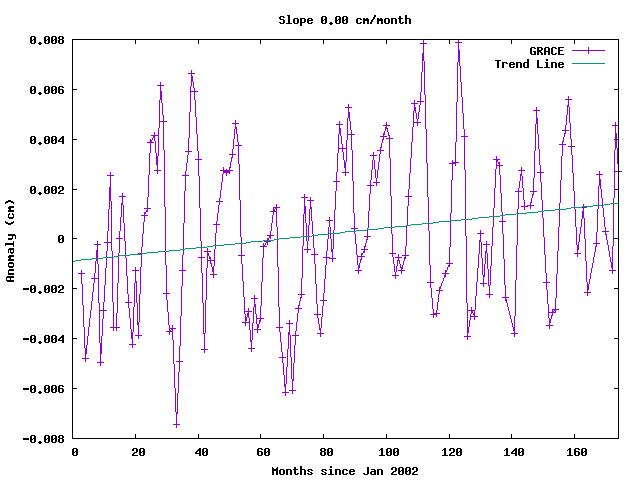 Slope 0.00 cm/month
GRACE
Trend Line
0.008
0.006
0.004
0.002
0
-0.002
-0.004
-0.006
-0.008
Anomaly (cm)
0 20 40 60 80 100 120 140 160
Months since Jan 2002